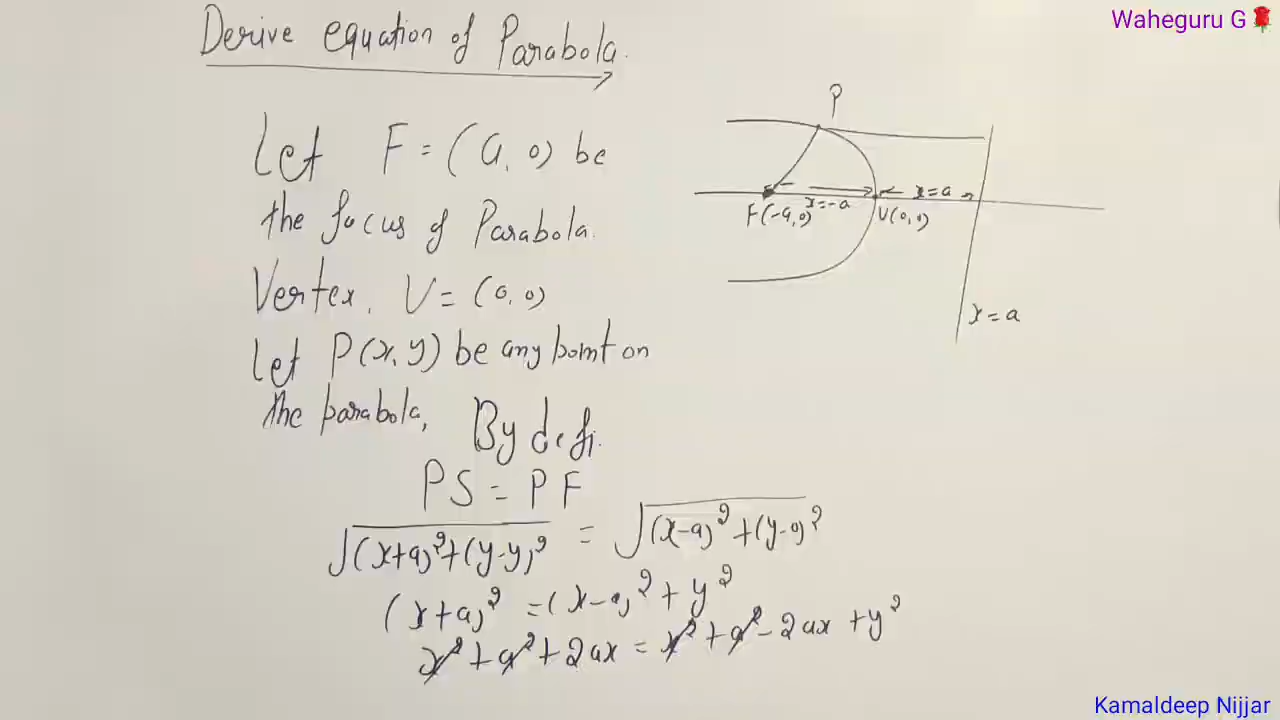 Waheguru G🌹
Derive equation of Parabola.
Let F = (a, 0) be
the focus of Parabola.
Vertex, V = (0, 0)
Let P(x, y) be any point on
the parabola,
By defi.
PS = PF
√(x+a)²+(y-y)² = √(x-a)²+(y-0)²
(x+a)² = (x-a)² + y²
x² + a² + 2ax = x² + a² - 2ax + y²
P
x=a
F(-a,0)
x=-a
V(0,0)
x=a
Kamaldeep Nijjar